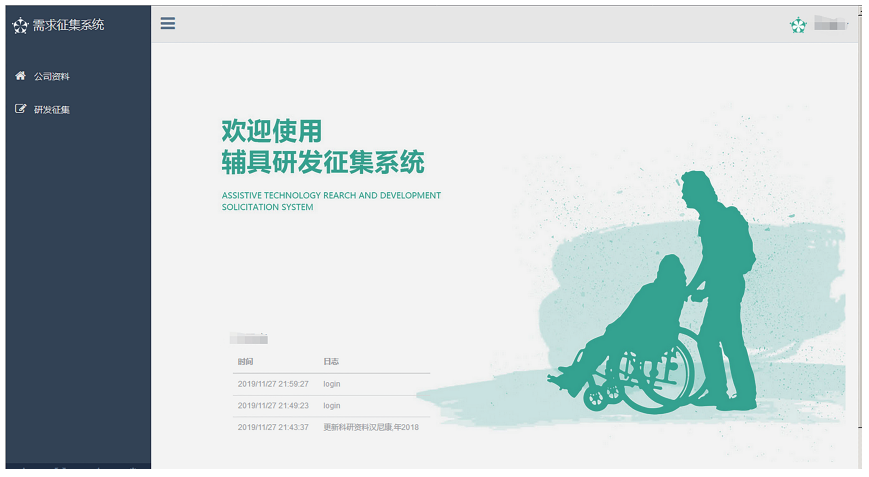 需求征集系统
公司资料
研发征集
欢迎使用
辅具研发征集系统
ASSISTIVE TECHNOLOGY REARCH AND DEVELOPMENT
SOLICITATION SYSTEM
时间 日志
2019/11/27 21:59:27 login
2019/11/27 21:49:23 login
2019/11/27 21:43:37 更新科研资料汉尼康,年2018